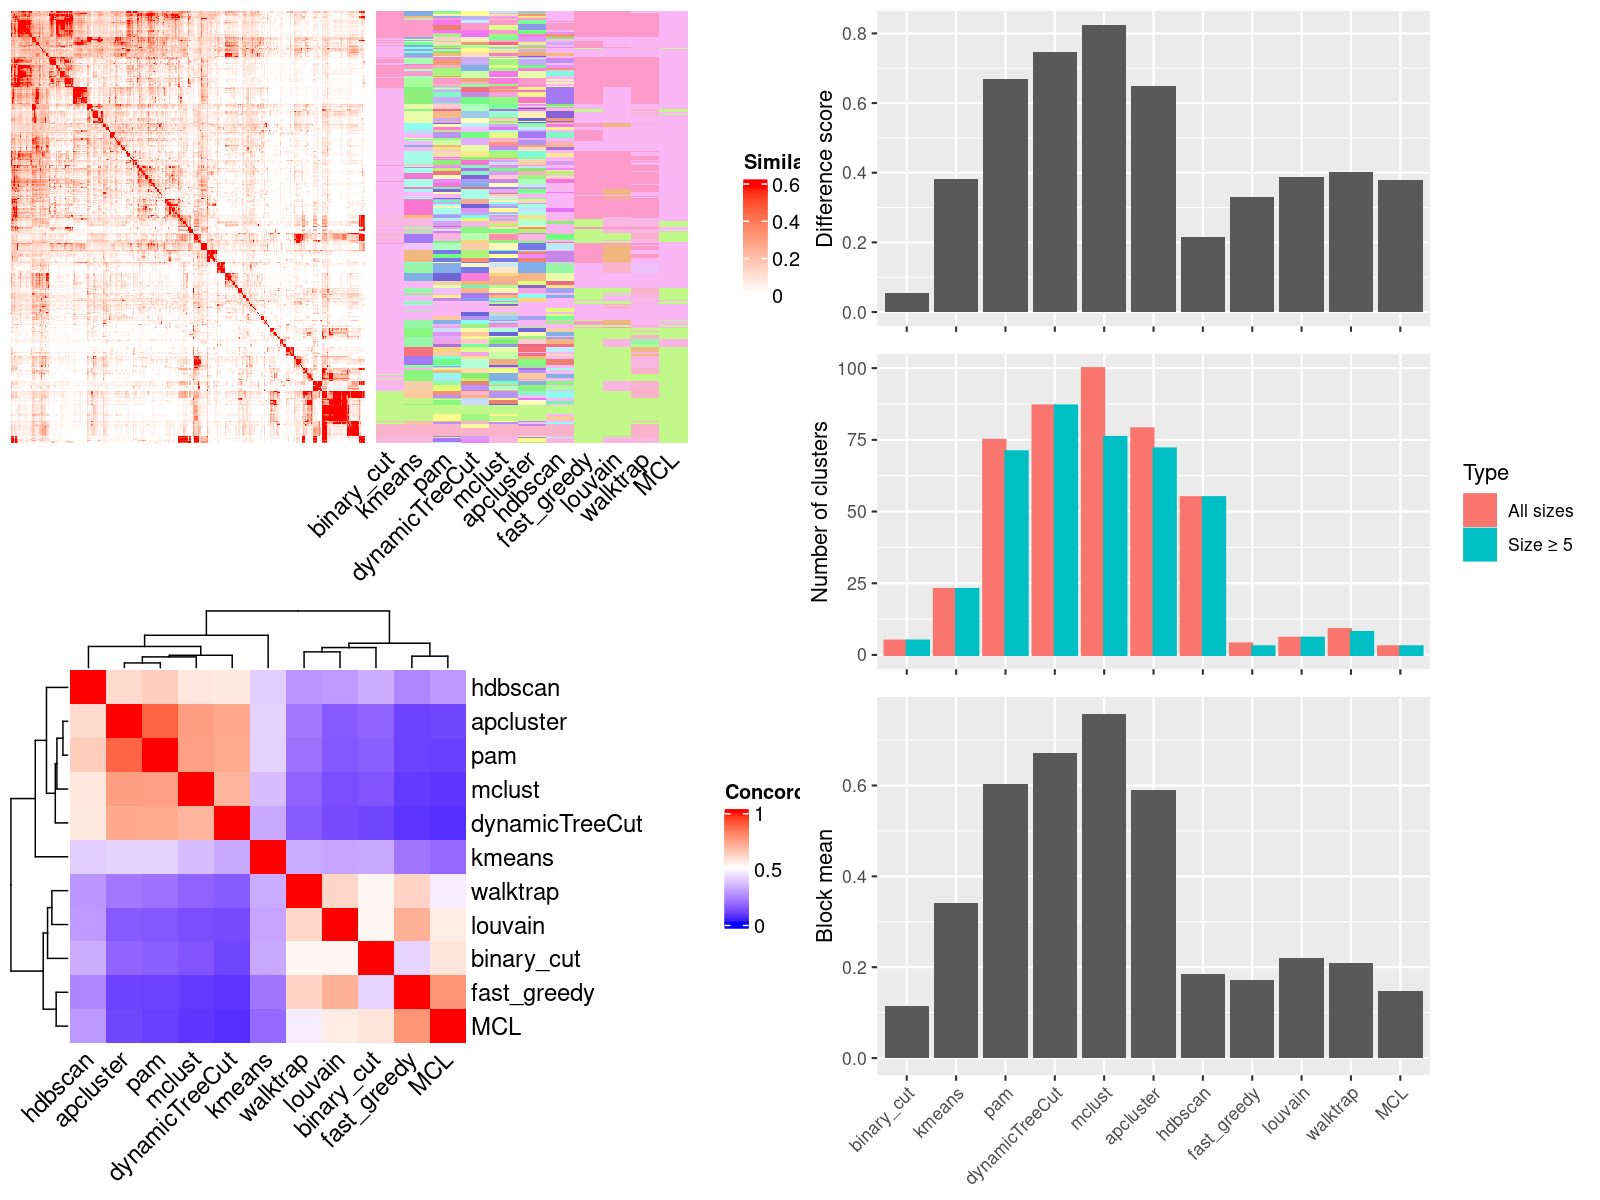 Simila
0.6
0.4
0.2
0
binary_cut
kmeans
pam
dynamicTreeCut
mclust
apcluster
hdbscan
fast_greedy
louvain
walktrap
MCL
hdbscan
apcluster
pam
mclust
dynamicTreeCut
kmeans
walktrap
louvain
binary_cut
fast_greedy
MCL
hdbscan
apcluster
pam
mclust
dynamicTreeCut
kmeans
walktrap
louvain
binary_cut
fast_greedy
MCL
Concord
1
0.5
0
Difference score
0.8
0.6
0.4
0.2
0.0
Number of clusters
100
75
50
25
0
Type
All sizes
Size ≥ 5
Block mean
0.6
0.4
0.2
0.0
binary_cut
kmeans
pam
dynamicTreeCut
mclust
apcluster
hdbscan
fast_greedy
louvain
walktrap
MCL